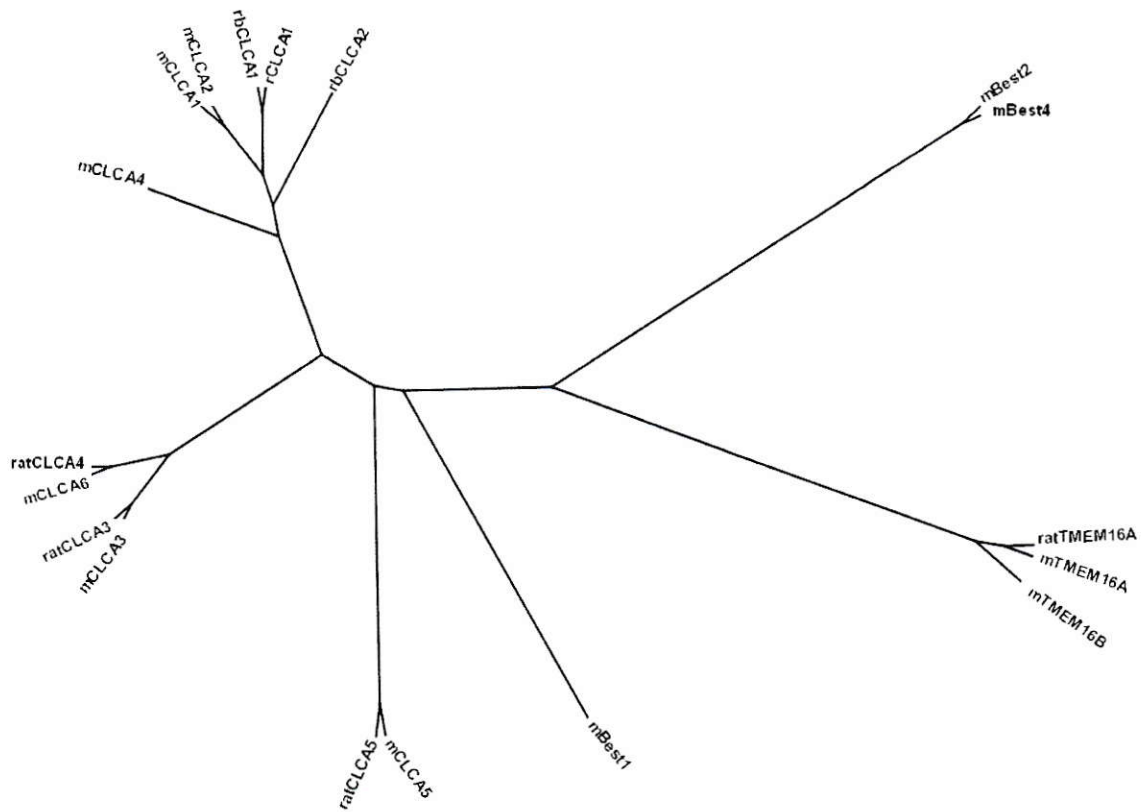 mCLCA1
mCLCA2
rbCLCA1
rCLCA1
rbCLCA2
mCLCA4
mBest2
mBest4
ratCLCA4
mCLCA6
ratCLCA3
mCLCA3
ratTMEM16A
mTMEM16A
mTMEM16B
ratCLCA5
mCLCA5
mBest1